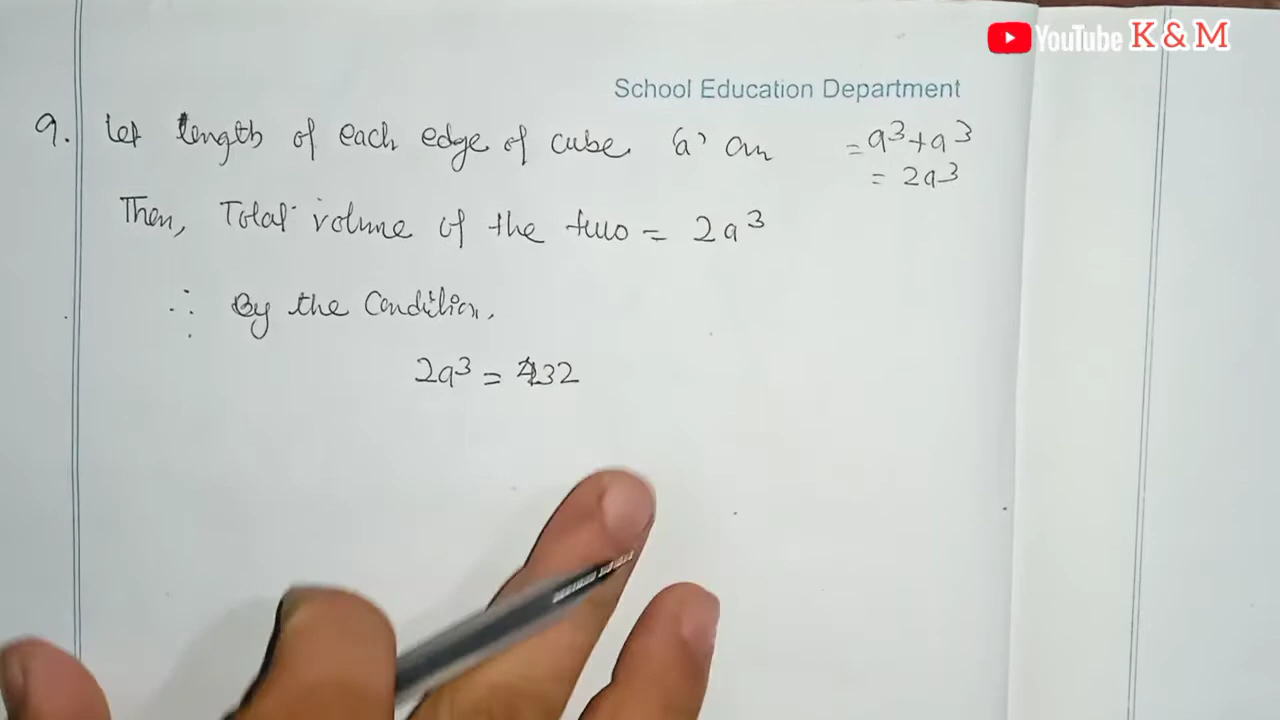 YouTube K & M
School Education Department
9. Let length of each edge of cube 'a' cm
= a³+a³
= 2a³
Then, Total volume of the two = 2a³
∴ By the Condition,
2a³ = 432